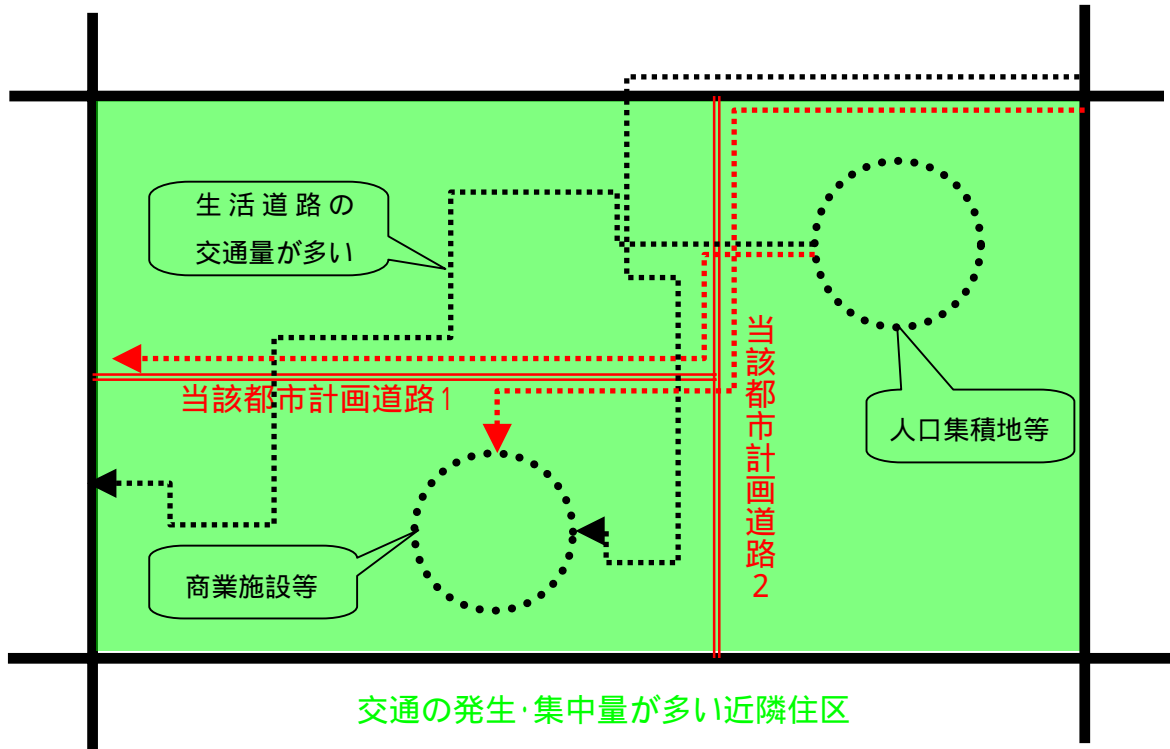 生活道路の
交通量が多い
当該都市計画道路1
当該都市計画道路2
人口集積地等
商業施設等
交通の発生･集中量が多い近隣住区